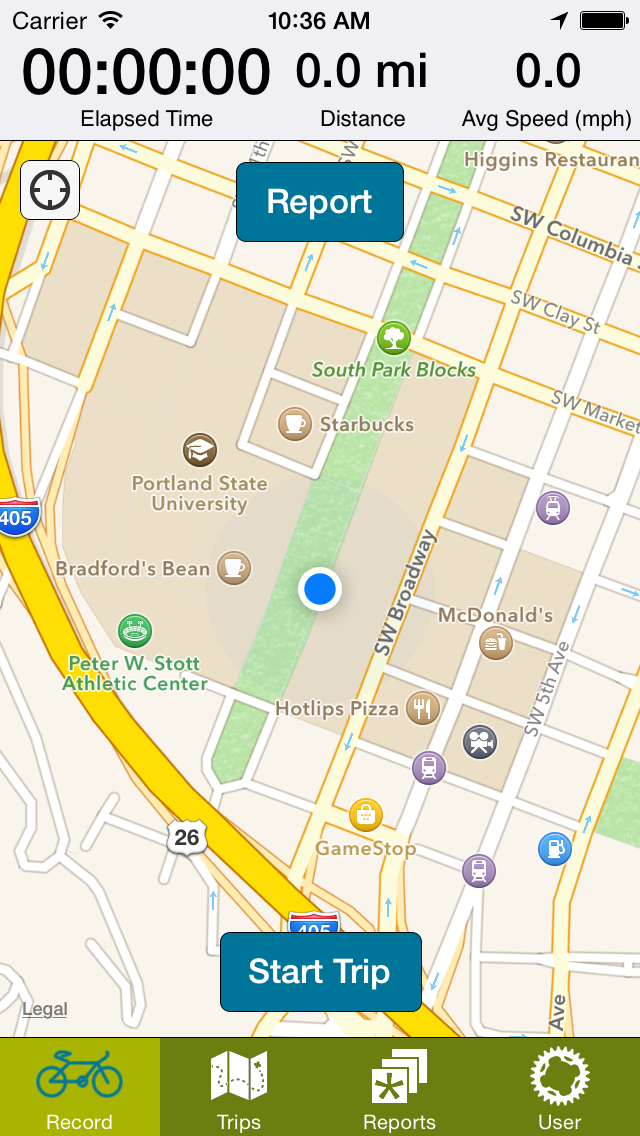 Carrier 10:36 AM
00:00:00 0.0 mi 0.0
Elapsed Time Distance Avg Speed (mph)
Higgins Restauran
Report
SW
SW Columbia
SW Clay St
South Park Blocks
SW Market
Starbucks
Portland State
University
405
SW Broadway
Bradford's Bean
McDonald's
Peter W. Stott
Athletic Center
SW 5th Ave
Hotlips Pizza
26
GameStop
405
Start Trip
Legal
Ave
Record Trips Reports User